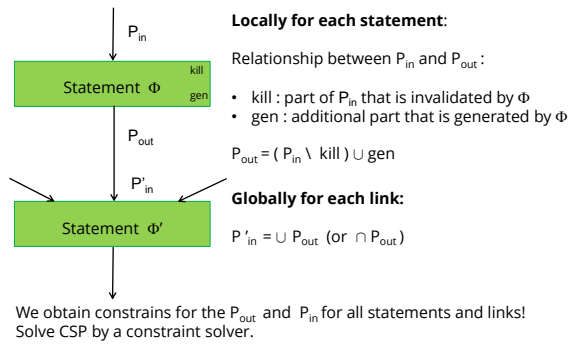 P_in
Statement Φ
kill
gen
P_out
P'_in
Statement Φ'
Locally for each statement:
Relationship between P_in and P_out :
• kill : part of P_in that is invalidated by Φ
• gen : additional part that is generated by Φ
P_out = ( P_in \ kill ) ∪ gen
Globally for each link:
P '_in = ∪ P_out (or ∩ P_out )
We obtain constrains for the P_out and P_in for all statements and links!
Solve CSP by a constraint solver.